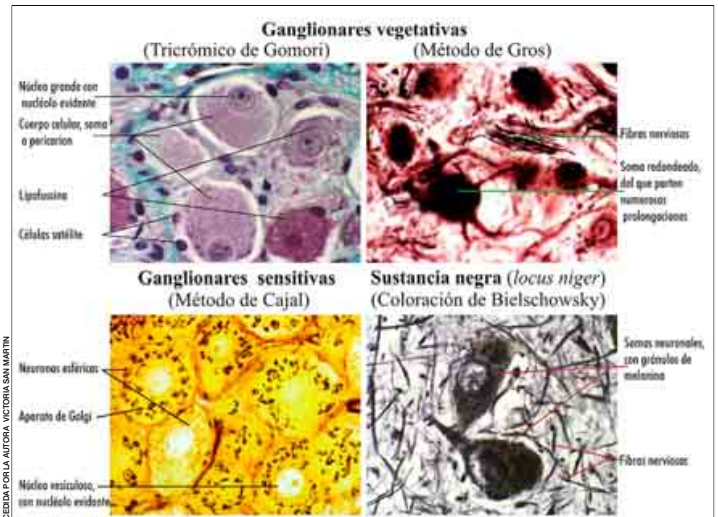 Ganglionares vegetativas
(Tricrómico de Gomori)
(Método de Gros)
Núcleo grande con
nucléolo evidente
Cuerpo celular, soma
o pericarion
Lipofuscina
Células satélite
Fibras nerviosas
Soma redondeado,
del que parten
numerosas
prolongaciones
Ganglionares sensitivas
(Método de Cajal)
Sustancia negra (locus niger)
(Coloración de Bielschowsky)
Neuronas esféricas
Aparato de Golgi
Núcleo vesiculoso,
con nucléolo evidente
Somas neuronales,
con gránulos de
melanina
Fibras nerviosas
CEDIDA POR LA AUTORA VICTORIA SAN MARTIN